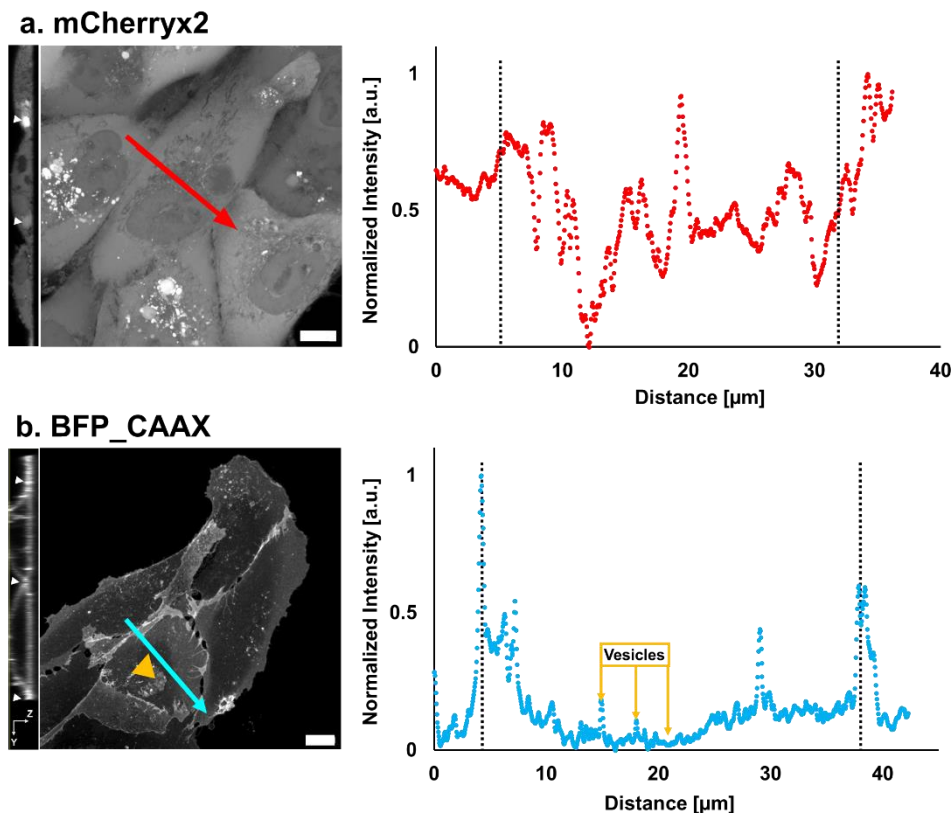 a. mCherryx2
Normalized Intensity [a.u.]
1
0.5
0
0
10
20
30
40
Distance [µm]
b. BFP_CAAX
Z
Y
Normalized Intensity [a.u.]
1
0.5
0
Vesicles
0
10
20
30
40
Distance [µm]